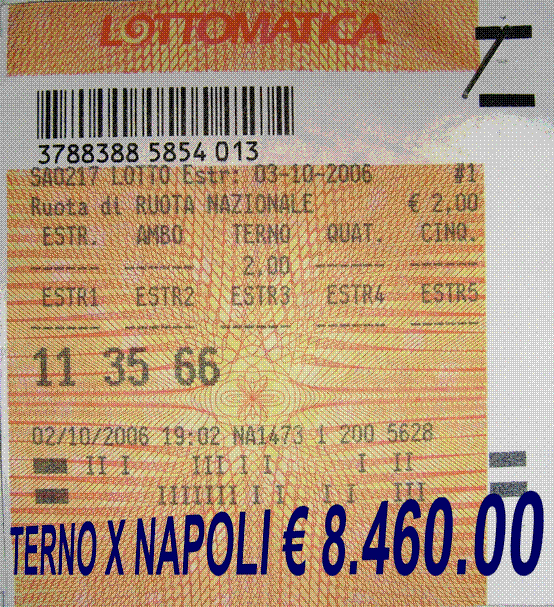 LOTTOMATICA
3788388 5854 013
SA0217 LOTTO Estr: 03-10-2006 #1
Ruota di RUOTA NAZIONALE € 2,00
ESTR. AMBO TERNO QUAT. CINQ.
------- ------- 2,00 ------- -------
ESTR1 ESTR2 ESTR3 ESTR4 ESTR5
------- ------- ------- ------- -------
11 35 66
02/10/2006 19:02 NA1473 1 200 5628
TERNO X NAPOLI € 8.460.00